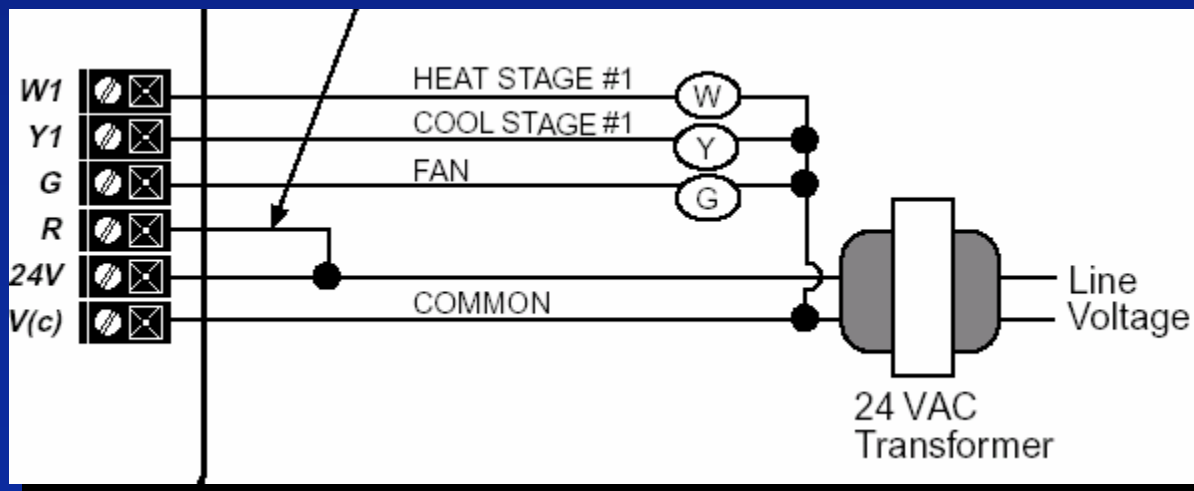 W1
HEAT STAGE #1
W
Y1
COOL STAGE #1
Y
G
FAN
G
R
24V
Line
Voltage
V(c)
COMMON
24 VAC
Transformer